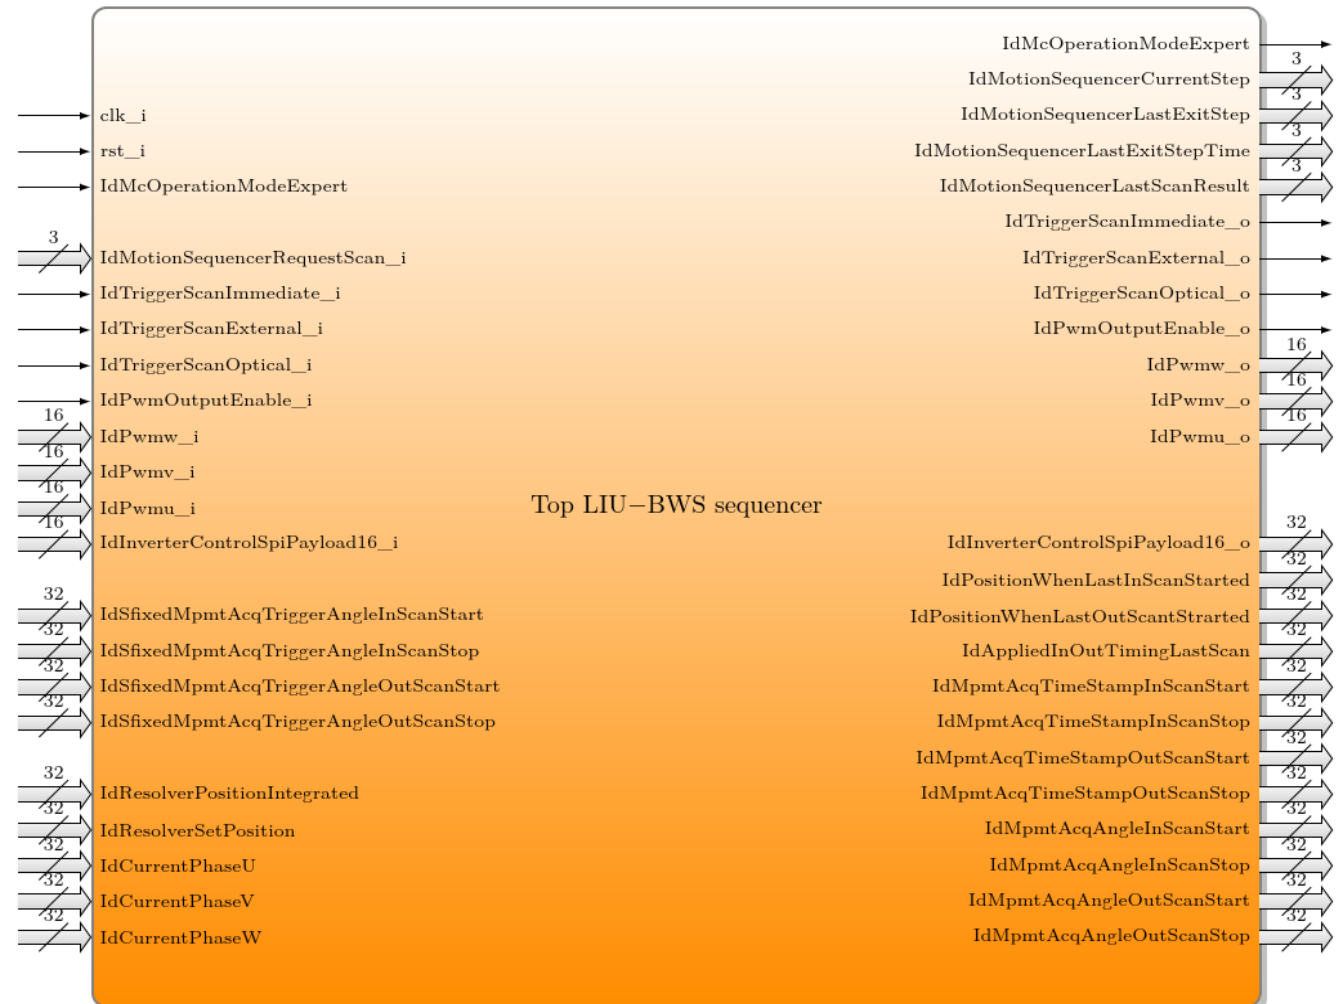 IdMcOperationModeExpert
3
IdMotionSequencerCurrentStep
3
clk_i
IdMotionSequencerLastExitStep
3
rst_i
IdMotionSequencerLastExitStepTime
3
IdMcOperationModeExpert
IdMotionSequencerLastScanResult
IdTriggerScanImmediate_o
3
IdMotionSequencerRequestScan_i
IdTriggerScanExternal_o
IdTriggerScanImmediate_i
IdTriggerScanOptical_o
IdTriggerScanExternal_i
IdPwmOutputEnable_o
16
IdTriggerScanOptical_i
IdPwmw_o
16
IdPwmOutputEnable_i
IdPwmv_o
16
16
IdPwmw_i
IdPwmu_o
16
IdPwmv_i
16
IdPwmu_i
Top LIU−BWS sequencer
16
32
IdInverterControlSpiPayload16_i
IdInverterControlSpiPayload16_o
32
IdPositionWhenLastInScanStarted
32
32
IdSfixedMpmtAcqTriggerAngleInScanStart
IdPositionWhenLastOutScantStrarted
32
32
IdSfixedMpmtAcqTriggerAngleInScanStop
IdAppliedInOutTimingLastScan
32
32
IdSfixedMpmtAcqTriggerAngleOutScanStart
IdMpmtAcqTimeStampInScanStart
32
32
IdSfixedMpmtAcqTriggerAngleOutScanStop
IdMpmtAcqTimeStampInScanStop
32
IdMpmtAcqTimeStampOutScanStart
32
32
IdResolverPositionIntegrated
IdMpmtAcqTimeStampOutScanStop
32
32
IdResolverSetPosition
IdMpmtAcqAngleInScanStart
32
32
IdCurrentPhaseU
IdMpmtAcqAngleInScanStop
32
32
IdCurrentPhaseV
IdMpmtAcqAngleOutScanStart
32
32
IdCurrentPhaseW
IdMpmtAcqAngleOutScanStop